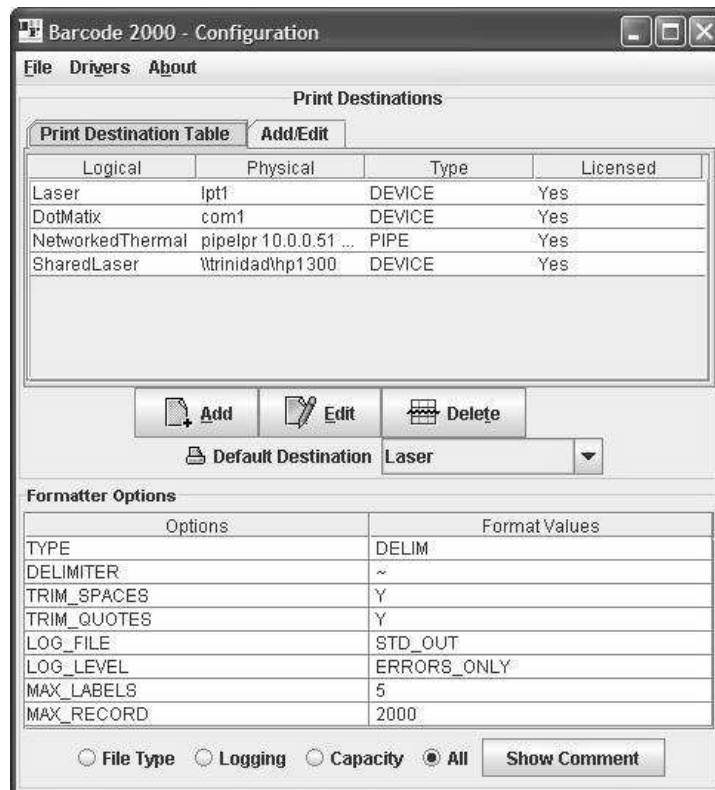 Barcode 2000 - Configuration
File Drivers About
Print Destinations
Print Destination Table Add/Edit
Logical Physical Type Licensed
Laser lpt1 DEVICE Yes
DotMatix com1 DEVICE Yes
NetworkedThermal pipelpr 10.0.0.51 ... PIPE Yes
SharedLaser \\trinidad\hp1300 DEVICE Yes
Add Edit Delete
Default Destination Laser
Formatter Options
Options Format Values
TYPE DELIM
DELIMITER ~
TRIM_SPACES Y
TRIM_QUOTES Y
LOG_FILE STD_OUT
LOG_LEVEL ERRORS_ONLY
MAX_LABELS 5
MAX_RECORD 2000
File Type Logging Capacity All Show Comment